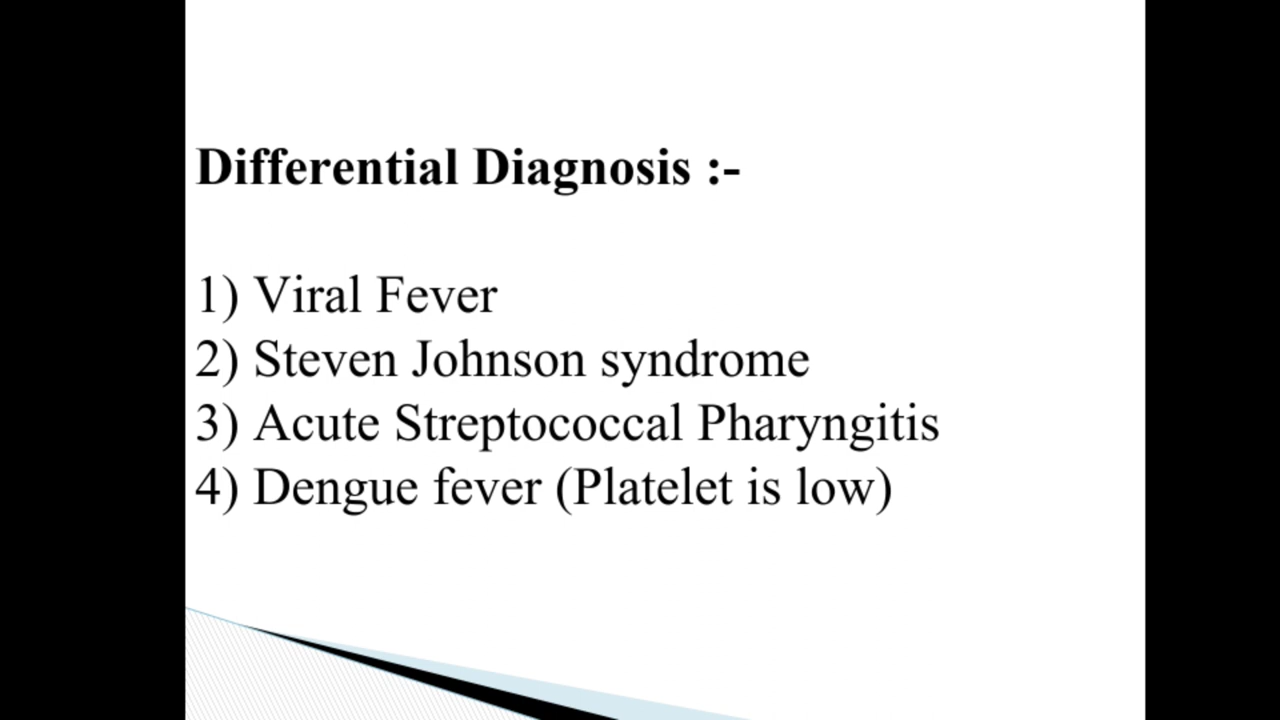 Differential Diagnosis :-
1) Viral Fever
2) Steven Johnson syndrome
3) Acute Streptococcal Pharyngitis
4) Dengue fever (Platelet is low)